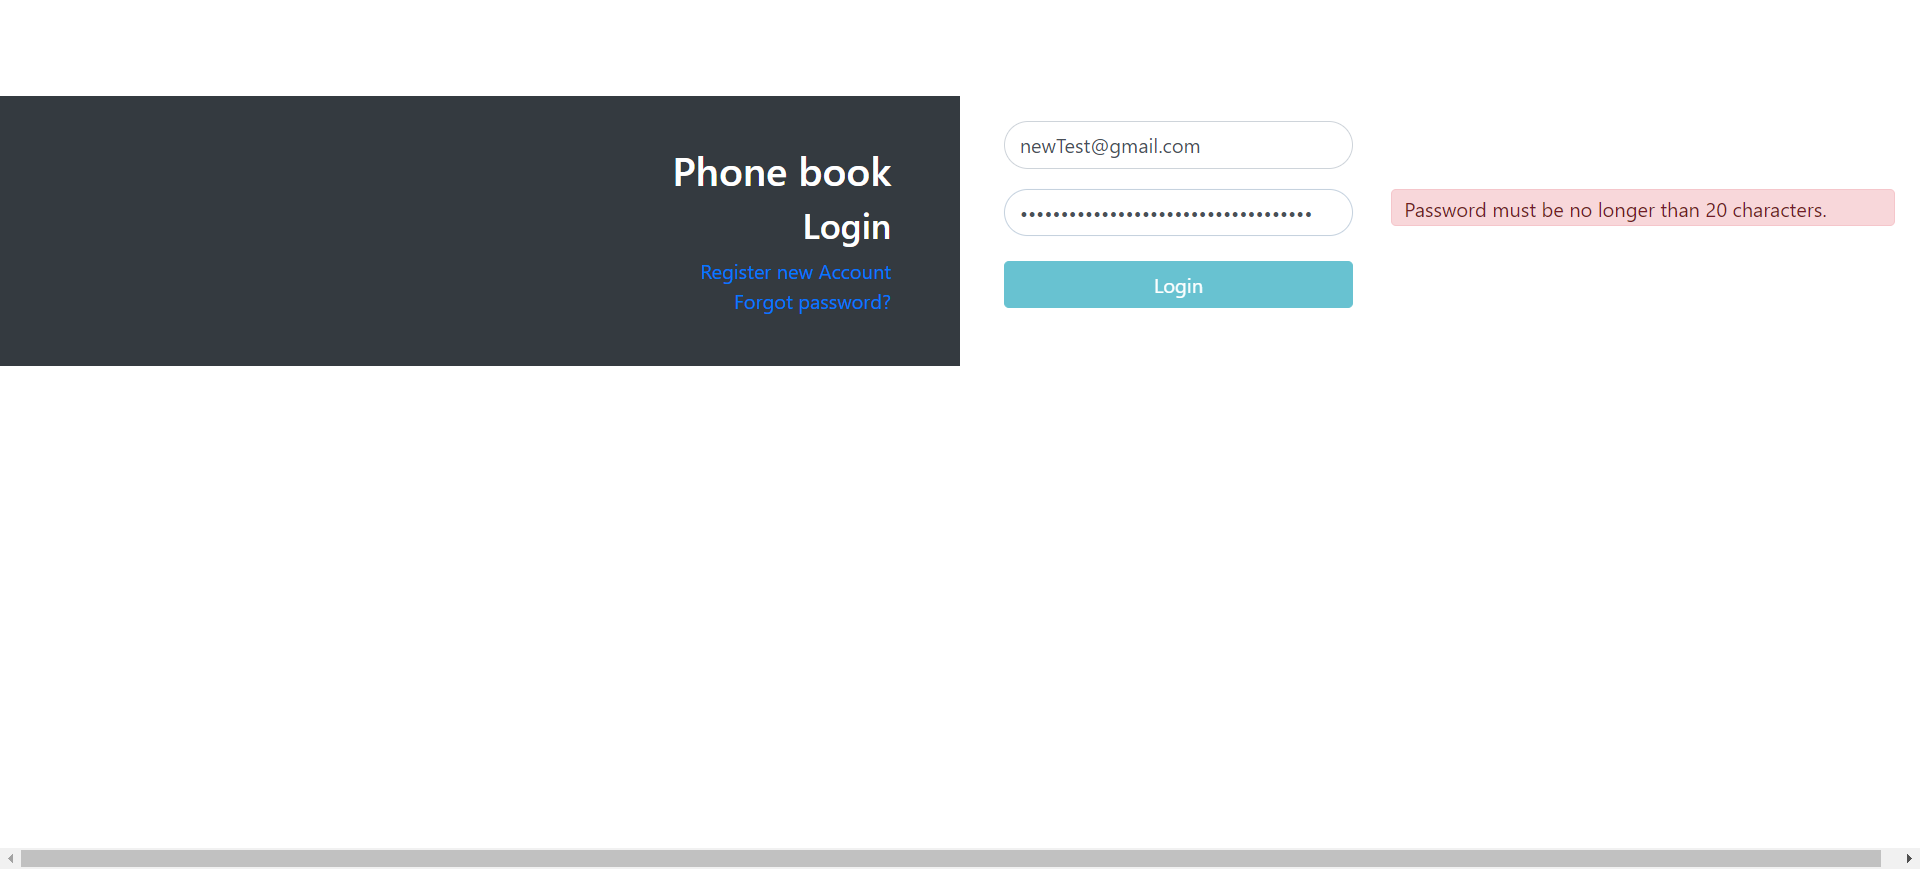 Phone book
Login
Register new Account
Forgot password?
newTest@gmail.com
••••••••••••••••••••••••••••••••••••
Password must be no longer than 20 characters.
Login